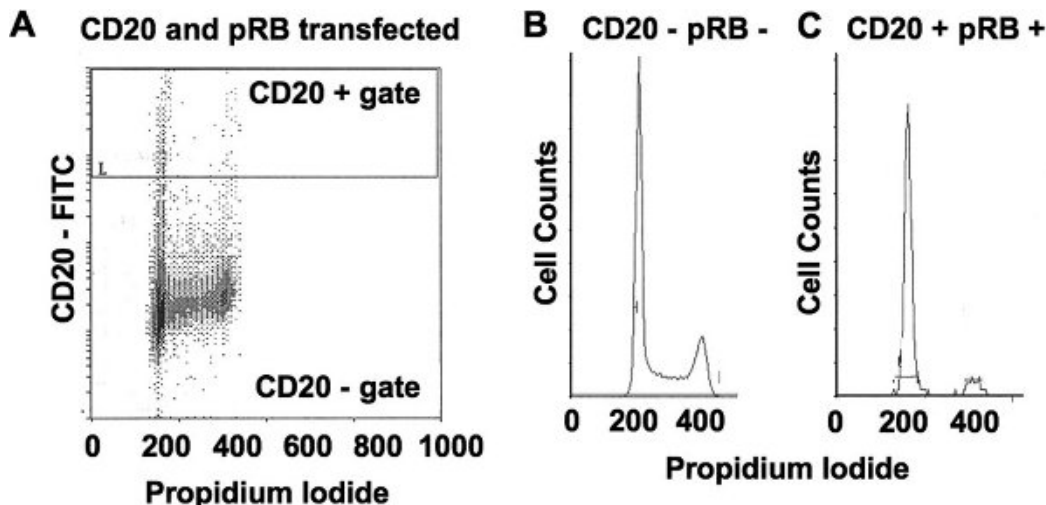 A CD20 and pRB transfected
CD20 + gate
L
CD20 - FITC
CD20 - gate
0 200 400 600 800 1000
Propidium Iodide
B CD20 - pRB -
Cell Counts
0 200 400
C CD20 + pRB +
Cell Counts
0 200 400
Propidium Iodide